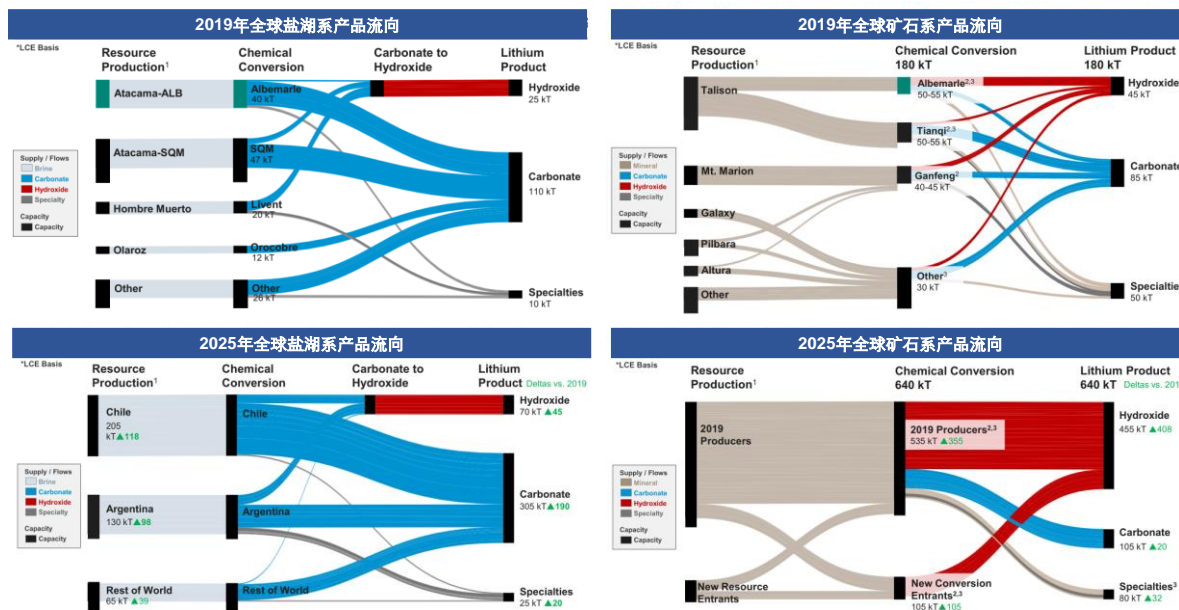 2019年全球盐湖系产品流向
*LCE Basis
Resource
Production¹
Chemical
Conversion
Carbonate to
Hydroxide
Lithium
Product
Atacama-ALB
Albemarle
40 kT
Hydroxide
25 kT
Atacama-SQM
SQM
47 kT
Supply / Flows
Brine
Carbonate
Hydroxide
Specialty
Capacity
Capacity
Carbonate
110 kT
Hombre Muerto
Livent
20 kT
Olaroz
Orocobre
12 kT
Other
Other
26 kT
Specialties
10 kT
2019年全球矿石系产品流向
*LCE Basis
Resource
Production¹
Chemical Conversion
180 kT
Lithium Product
180 kT
Talison
Albemarle²,³
50-55 kT
Hydroxide
45 kT
Tianqi²,³
50-55 kT
Supply / Flows
Mineral
Carbonate
Hydroxide
Specialty
Capacity
Capacity
Mt. Marion
Ganfeng²
40-45 kT
Carbonate
85 kT
Galaxy
Pilbara
Altura
Other
Other³
30 kT
Specialties
50 kT
2025年全球盐湖系产品流向
*LCE Basis
Resource
Production¹
Chemical
Conversion
Carbonate to
Hydroxide
Lithium
Product Deltas vs. 2019
Chile
205
kT▲118
Chile
Hydroxide
70 kT ▲45
Supply / Flows
Brine
Carbonate
Hydroxide
Specialty
Capacity
Capacity
Argentina
130 kT▲98
Argentina
Carbonate
305 kT▲190
Rest of World
65 kT▲39
Rest of World
Specialties
25 kT▲20
2025年全球矿石系产品流向
*LCE Basis
Resource
Production¹
Chemical Conversion
640 kT
Lithium Product
640 kT Deltas vs. 201
2019
Producers
2019 Producers²,³
535 kT ▲355
Hydroxide
455 kT ▲408
Supply / Flows
Mineral
Carbonate
Hydroxide
Specialty
Capacity
Capacity
Carbonate
105 kT ▲20
New Resource
Entrants
New Conversion
Entrants²,³
105 kT▲105
Specialties³
80 kT ▲32